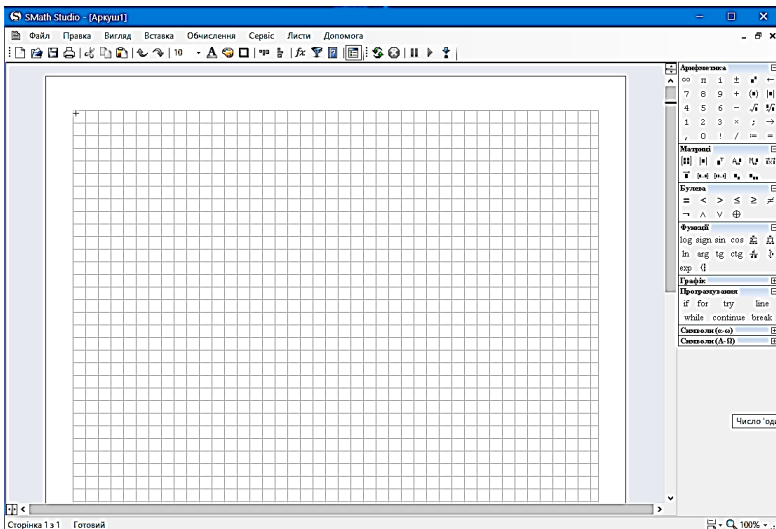 SMath Studio - [Аркуш1]
Файл Правка Вигляд Вставка Обчислення Сервіс Листи Допомога
10
Арифметика
∞ π i ±
7 8 9 +
4 5 6 -
1 2 3 × ; →
, 0 ! / := =
Матриці
Булева
= < > ≤ ≥ ≠
¬ ∧ ∨ ⊕
Функції
log sign sin cos
ln arg tg ctg
exp
Графік
Програмування
if for try line
while continue break
Символи (α-ω)
Символи (Α-Ω)
Число 'оди
Сторінка 1 з 1 Готовий
100%